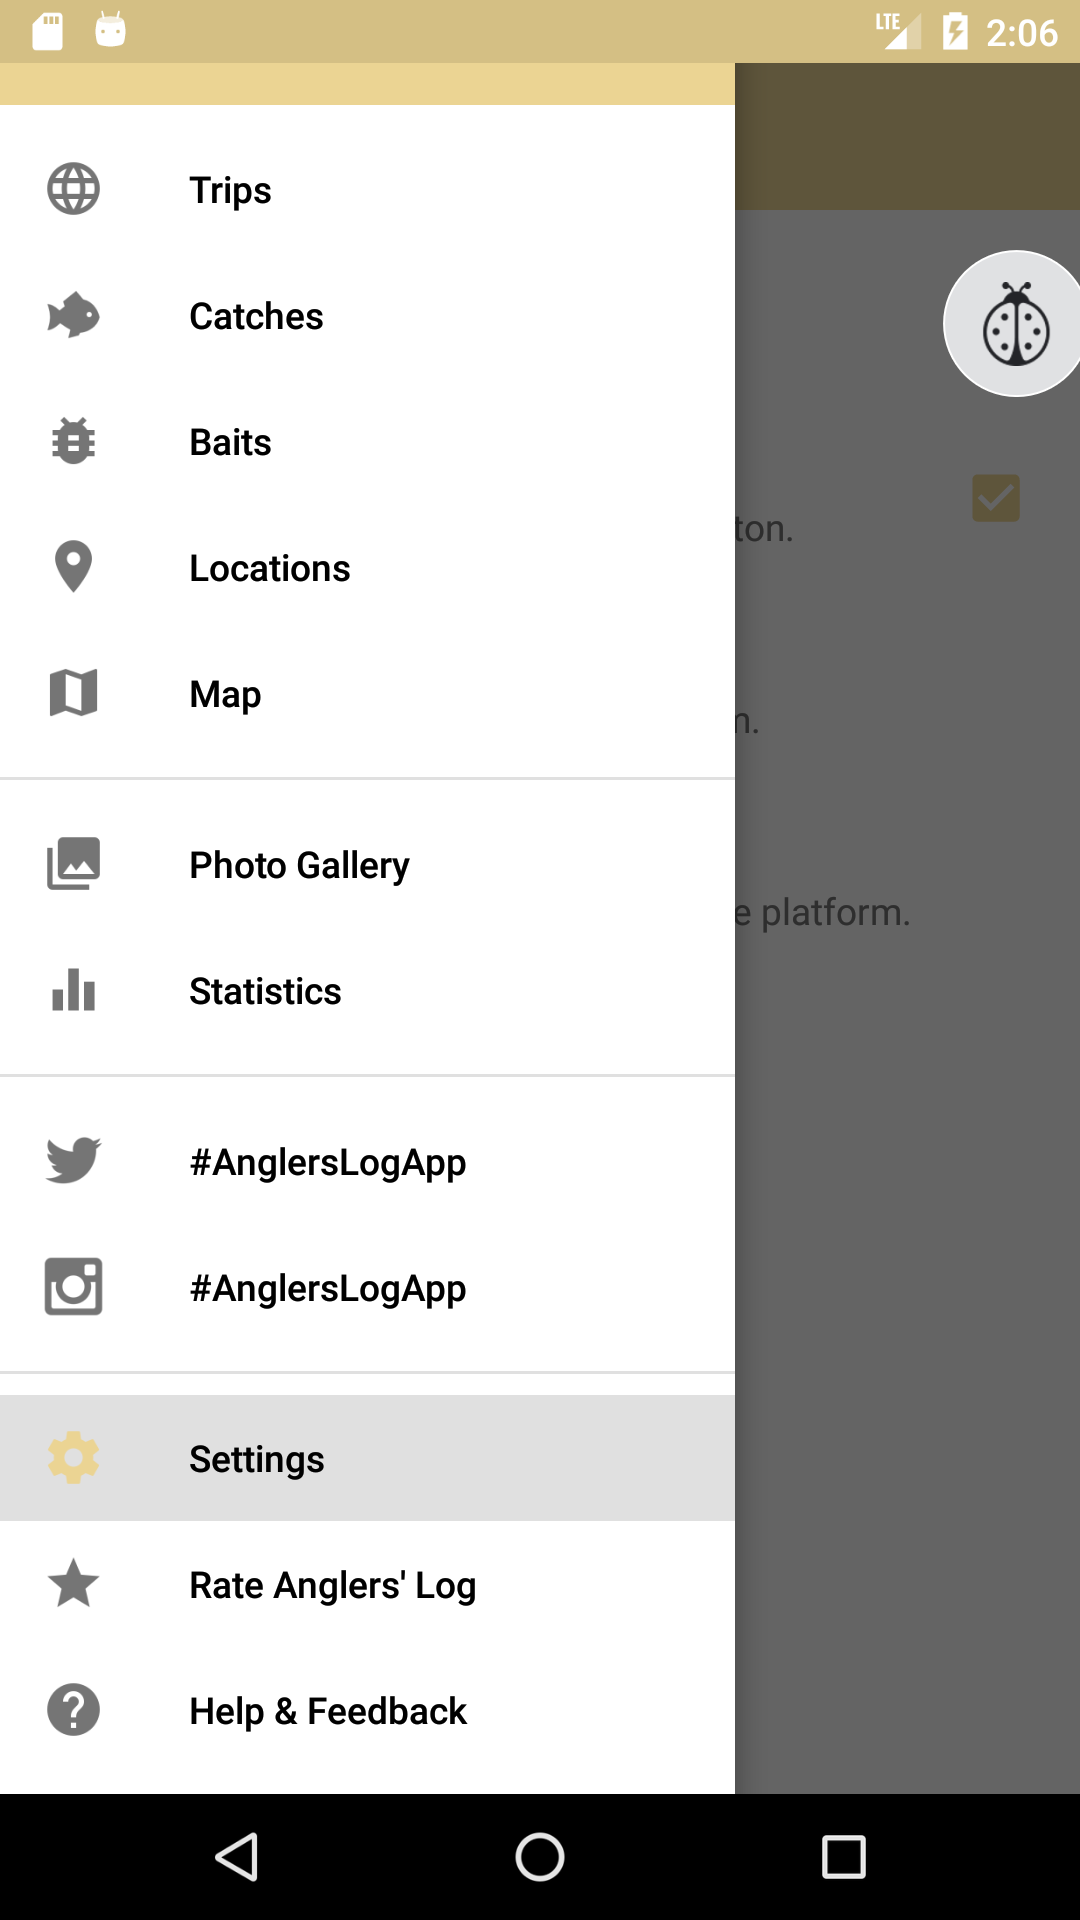 LTE 2:06
Trips
Catches
Baits
ton.
Locations
Map
n.
Photo Gallery
e platform.
Statistics
#AnglersLogApp
#AnglersLogApp
Settings
Rate Anglers' Log
Help & Feedback